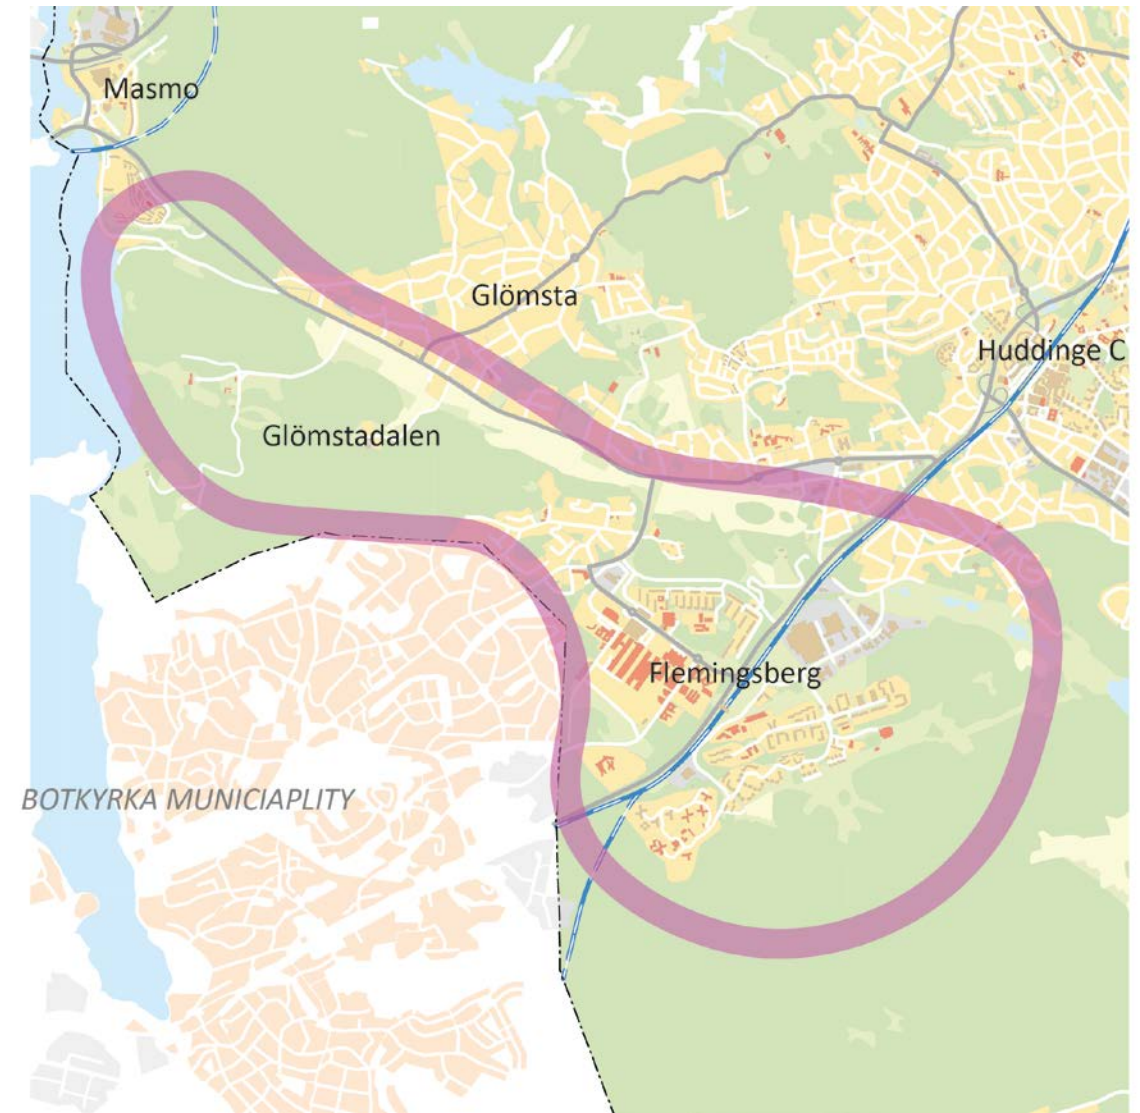 Masmo
Glömsta
Huddinge C
Glömstadalen
Flemingsberg
BOTKYRKA MUNICIAPLITY